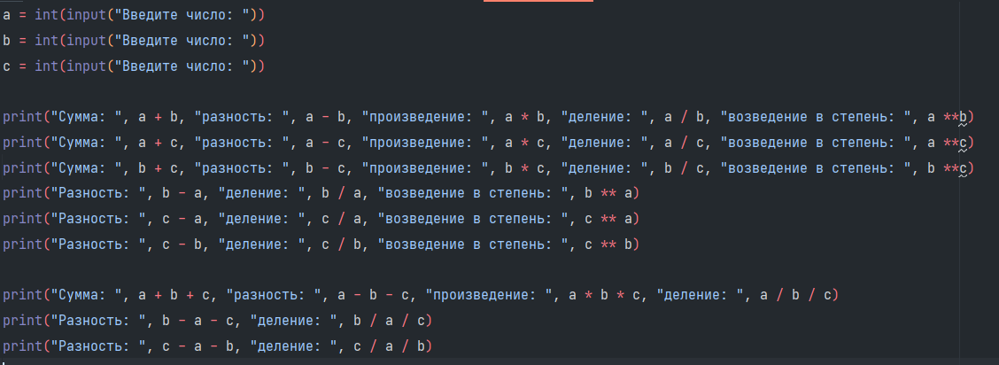 a = int(input("Введите число: "))
b = int(input("Введите число: "))
c = int(input("Введите число: "))
print("Сумма: ", a + b, "разность: ", a - b, "произведение: ", a * b, "деление: ", a / b, "возведение в степень: ", a **b)
print("Сумма: ", a + c, "разность: ", a - c, "произведение: ", a * c, "деление: ", a / c, "возведение в степень: ", a **c)
print("Сумма: ", b + c, "разность: ", b - c, "произведение: ", b * c, "деление: ", b / c, "возведение в степень: ", b **c)
print("Разность: ", b - a, "деление: ", b / a, "возведение в степень: ", b ** a)
print("Разность: ", c - a, "деление: ", c / a, "возведение в степень: ", c ** a)
print("Разность: ", c - b, "деление: ", c / b, "возведение в степень: ", c ** b)
print("Сумма: ", a + b + c, "разность: ", a - b - c, "произведение: ", a * b * c, "деление: ", a / b / c)
print("Разность: ", b - a - c, "деление: ", b / a / c)
print("Разность: ", c - a - b, "деление: ", c / a / b)